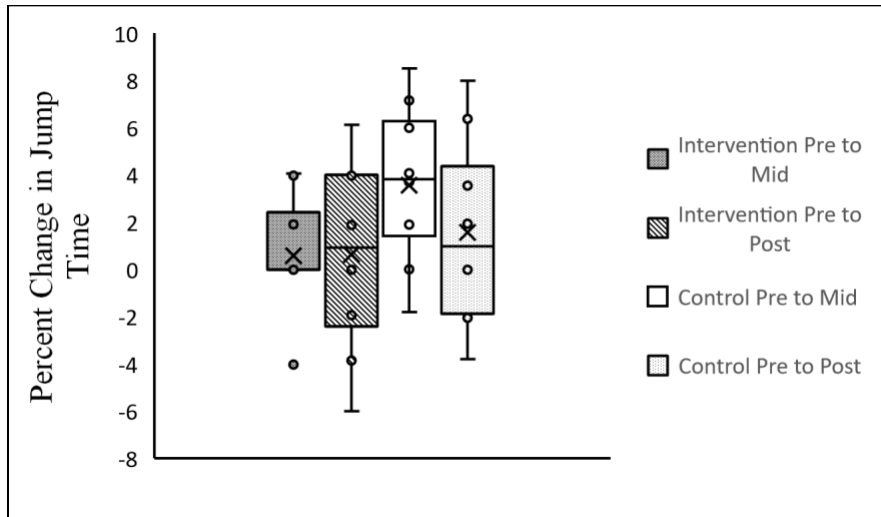 Percent Change in Jump
Time
10
8
6
4
2
0
-2
-4
-6
-8
Intervention Pre to
Mid
Intervention Pre to
Post
Control Pre to Mid
Control Pre to Post